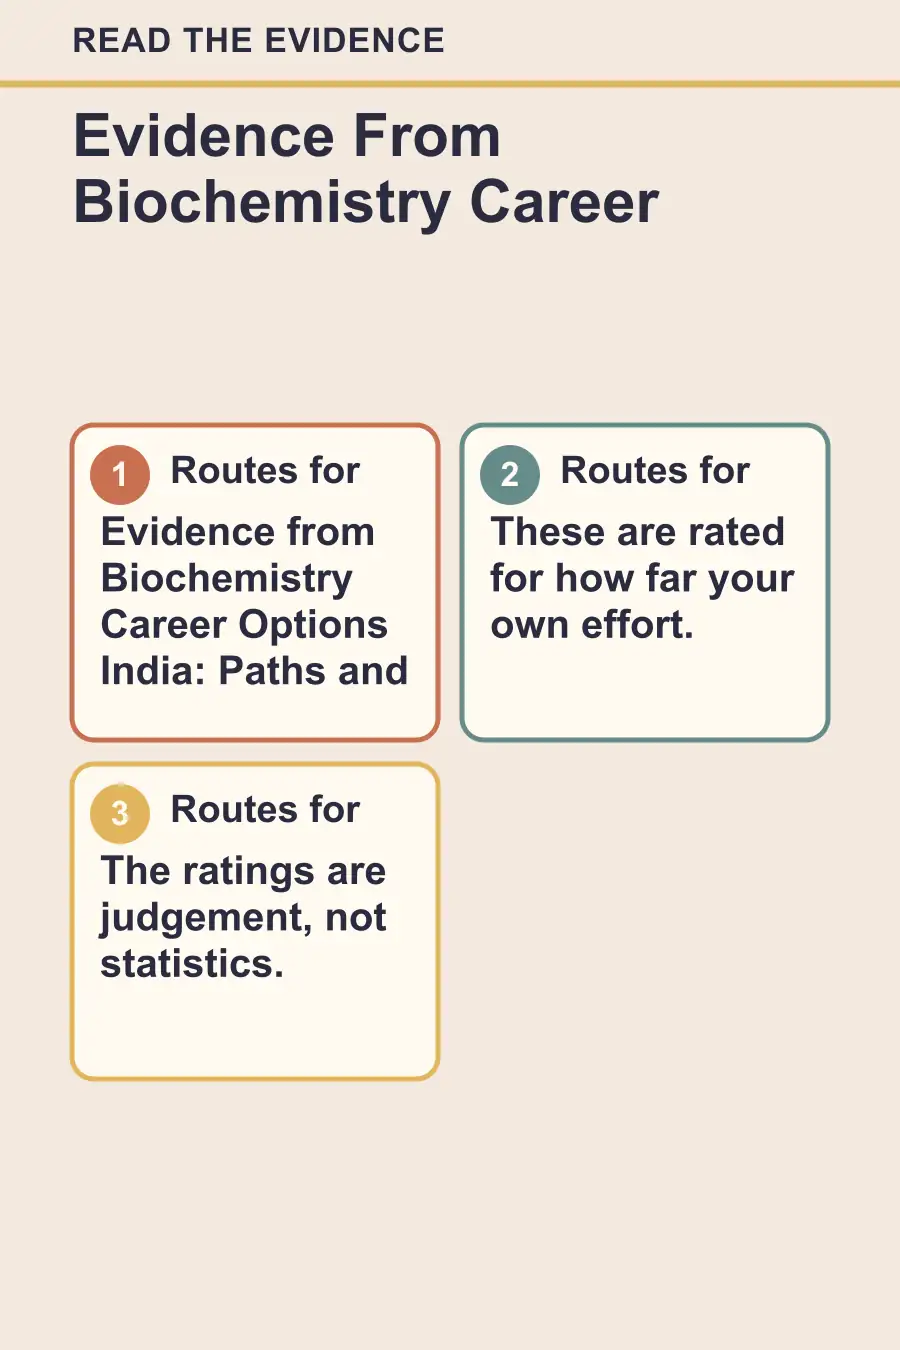 READ THE EVIDENCE
Evidence From
Biochemistry Career
1 Routes for
Evidence from
Biochemistry
Career Options
India: Paths and
2 Routes for
These are rated
for how far your
own effort.
3 Routes for
The ratings are
judgement, not
statistics.